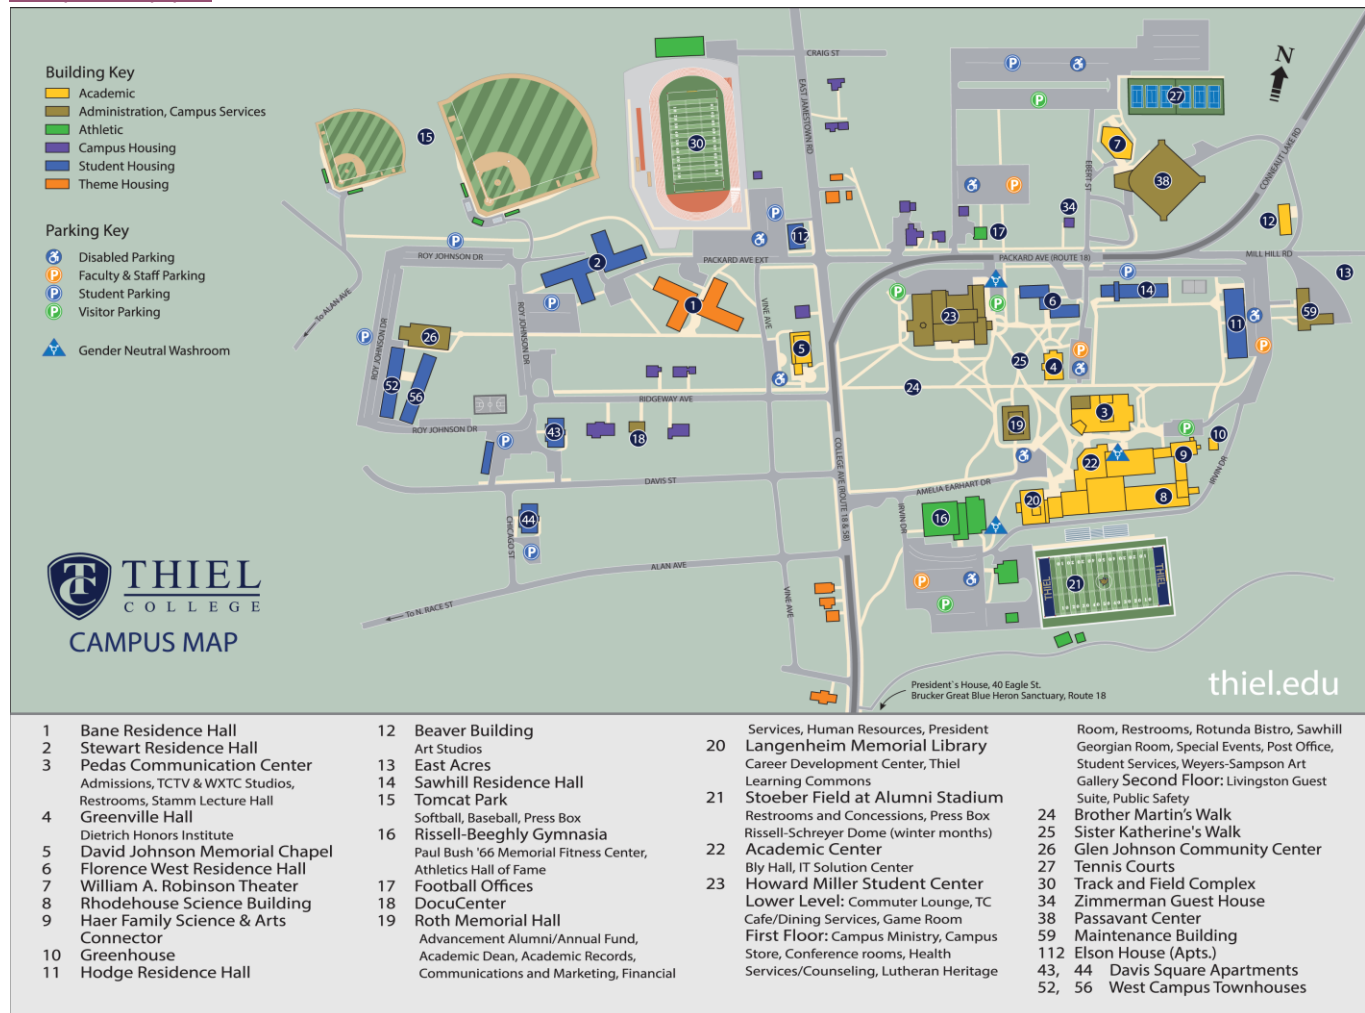 CRAIG ST
N
Building Key
Academic
Administration, Campus Services
Athletic
Campus Housing
Student Housing
Theme Housing
Parking Key
Disabled Parking
Faculty & Staff Parking
Student Parking
Visitor Parking
Gender Neutral Washroom
EAST JAMESTOWN RD
EBERT ST
CONNEAUT LAKE RD
ROY JOHNSON DR
PACKARD AVE EXT
PACKARD AVE (ROUTE 18)
MILL HILL RD
To ALAN AVE
ROY JOHNSON DR
ROY JOHNSON DR
VINE AVE
RIDGEWAY AVE
ROY JOHNSON DR
COLLEGE AVE (ROUTE 18 & 58)
DAVIS ST
AMELIA EARHART DR
IRVIN DR
IRVIN DR
CHICAGO ST
ALAN AVE
VINE AVE
To N. RACE ST
THIEL
THIEL
THIEL
COLLEGE
CAMPUS MAP
President`s House, 40 Eagle St.
Brucker Great Blue Heron Sanctuary, Route 18
thiel.edu
1 Bane Residence Hall
2 Stewart Residence Hall
3 Pedas Communication Center
Admissions, TCTV & WXTC Studios,
Restrooms, Stamm Lecture Hall
4 Greenville Hall
Dietrich Honors Institute
5 David Johnson Memorial Chapel
6 Florence West Residence Hall
7 William A. Robinson Theater
8 Rhodehouse Science Building
9 Haer Family Science & Arts
Connector
10 Greenhouse
11 Hodge Residence Hall
12 Beaver Building
Art Studios
13 East Acres
14 Sawhill Residence Hall
15 Tomcat Park
Softball, Baseball, Press Box
16 Rissell-Beeghly Gymnasia
Paul Bush '66 Memorial Fitness Center,
Athletics Hall of Fame
17 Football Offices
18 DocuCenter
19 Roth Memorial Hall
Advancement Alumni/Annual Fund,
Academic Dean, Academic Records,
Communications and Marketing, Financial
Services, Human Resources, President
20 Langenheim Memorial Library
Career Development Center, Thiel
Learning Commons
21 Stoeber Field at Alumni Stadium
Restrooms and Concessions, Press Box
Rissell-Schreyer Dome (winter months)
22 Academic Center
Bly Hall, IT Solution Center
23 Howard Miller Student Center
Lower Level: Commuter Lounge, TC
Cafe/Dining Services, Game Room
First Floor: Campus Ministry, Campus
Store, Conference rooms, Health
Services/Counseling, Lutheran Heritage
Room, Restrooms, Rotunda Bistro, Sawhill
Georgian Room, Special Events, Post Office,
Student Services, Weyers-Sampson Art
Gallery Second Floor: Livingston Guest
Suite, Public Safety
24 Brother Martin's Walk
25 Sister Katherine's Walk
26 Glen Johnson Community Center
27 Tennis Courts
30 Track and Field Complex
34 Zimmerman Guest House
38 Passavant Center
59 Maintenance Building
112 Elson House (Apts.)
43, 44 Davis Square Apartments
52, 56 West Campus Townhouses